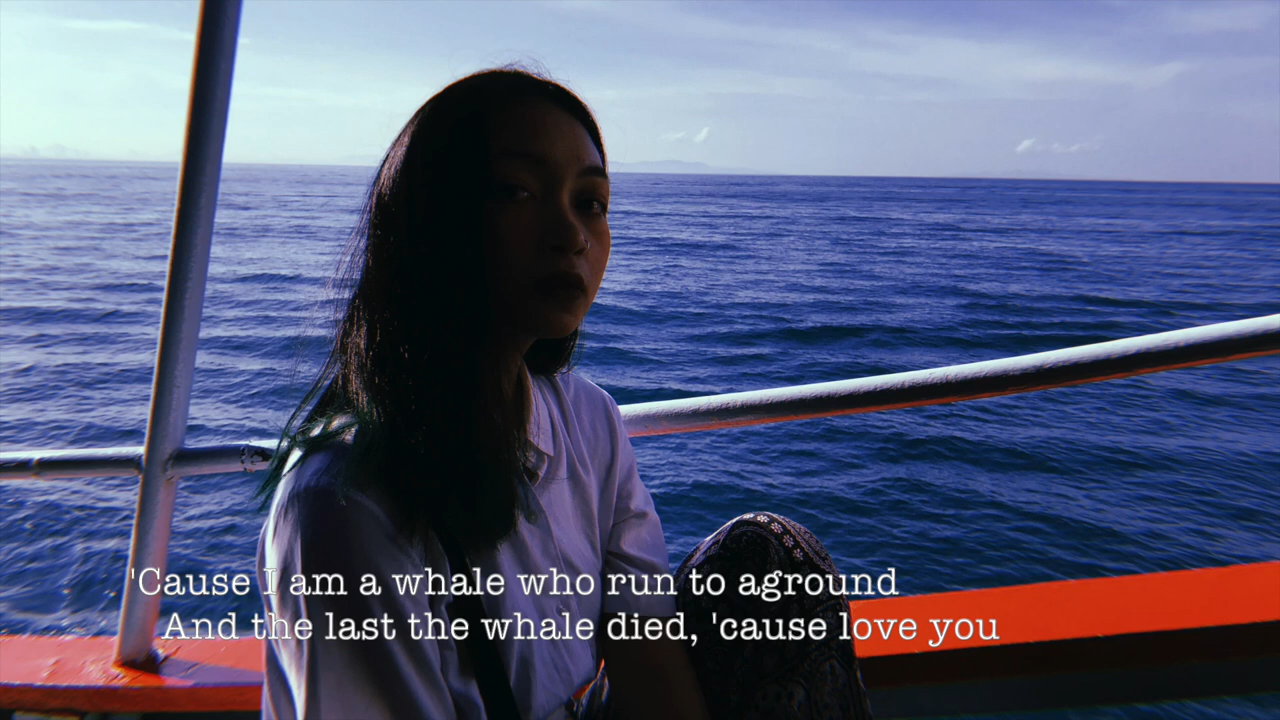 'Cause I am a whale who run to aground
And the last the whale died, 'cause love you